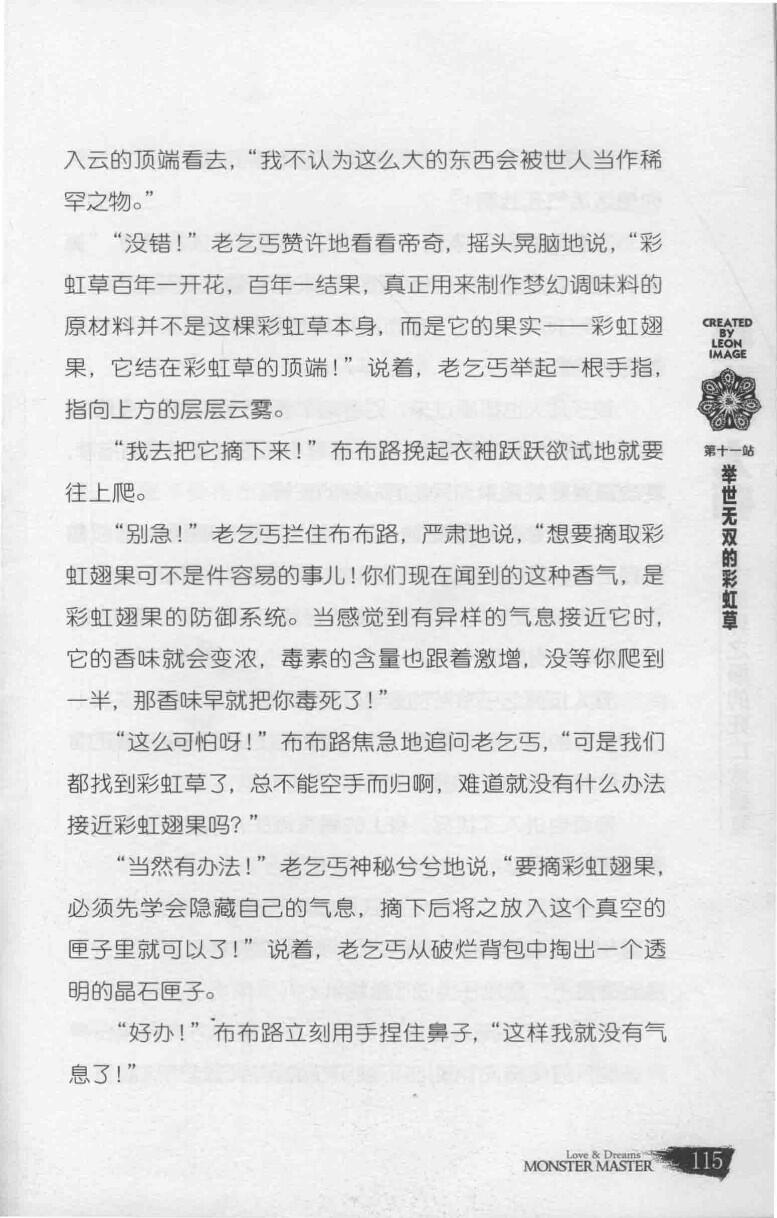 入云的顶端看去，“我不认为这么大的东西会被世人当作稀
罕之物。”
“没错！”老乞丐赞许地看看帝奇，摇头晃脑地说，“彩
虹草百年一开花，百年一结果，真正用来制作梦幻调味料的
原材料并不是这棵彩虹草本身，而是它的果实——彩虹翅
果，它结在彩虹草的顶端！”说着，老乞丐举起一根手指，
指向上方的层层云雾。
“我去把它摘下来！”布布路挽起衣袖跃跃欲试地就要
往上爬。
“别急！”老乞丐拦住布布路，严肃地说，“想要摘取彩
虹翅果可不是件容易的事儿！你们现在闻到的这种香气，是
彩虹翅果的防御系统。当感觉到有异样的气息接近它时，
它的香味就会变浓，毒素的含量也跟着激增，没等你爬到
一半，那香味早就把你毒死了！”
“这么可怕呀！”布布路焦急地追问老乞丐，“可是我们
都找到彩虹草了，总不能空手而归啊，难道就没有什么办法
接近彩虹翅果吗？”
“当然有办法！”老乞丐神秘兮兮地说，“要摘彩虹翅果，
必须先学会隐藏自己的气息，摘下后将之放入这个真空的
匣子里就可以了！”说着，老乞丐从破烂背包中掏出一个透
明的晶石匣子。
“好办！”布布路立刻用手捏住鼻子，“这样我就没有气
息了！”
CREATED
BY
LEON
IMAGE
第十一站
举世无双的彩虹草
Love & Dreams
MONSTER MASTER
115